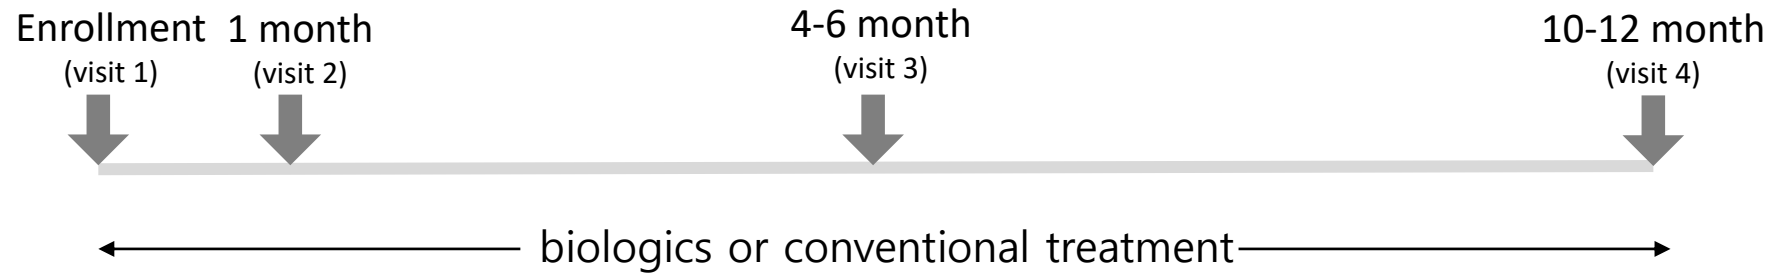 Enrollment
(visit 1)
1 month
(visit 2)
4-6 month
(visit 3)
10-12 month
(visit 4)
biologics or conventional treatment